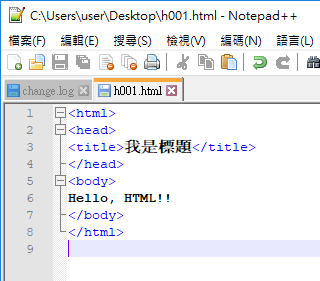 C:\Users\user\Desktop\h001.html - Notepad++
檔案(F) 編輯(E) 搜尋(S) 檢視(V) 編碼(N) 語言(L)
change.log h001.html
1 <html>
2 <head>
3 <title>我是標題</title>
4 </head>
5 <body>
6 Hello, HTML!!
7 </body>
8 </html>
9